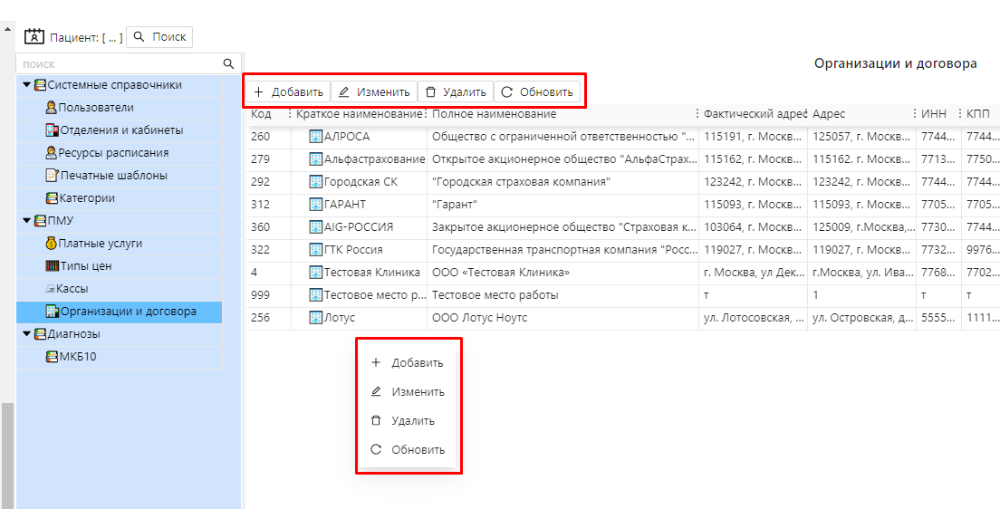 Пациент: [ ... ] Поиск
поиск
Организации и договора
Системные справочники
Пользователи
Отделения и кабинеты
Ресурсы расписания
Печатные шаблоны
Категории
ПМУ
Платные услуги
Типы цен
Кассы
Организации и договора
Диагнозы
МКБ10
Добавить Изменить Удалить Обновить
Код Краткое наименование Полное наименование Фактический адрес Адрес ИНН КПП
260 АЛРОСА Общество с ограниченной ответственностью "... 115191, г. Москв... 125057, г. Москв... 7744... 7744...
279 Альфастрахование Открытое акционерное общество "АльфаСтрах... 115162, г. Москв... 115162. г. Москв... 7713... 7750...
292 Городская СК "Городская страховая компания" 123242, г. Москв... 123242, г. Москв... 7744... 7744...
312 ГАРАНТ "Гарант" 115093, г. Москв... 115093, г. Москв... 7705... 7705...
360 AIG-РОССИЯ Закрытое акционерное общество "Страховая к... 103064, г. Москв... 125009, г.Москва,... 7730... 7744...
322 ГТК Россия Государственная транспортная компания "Росс... 119027, г. Москв... 119027, г. Москв... 7732... 9976...
4 Тестовая Клиника ООО «Тестовая Клиника» г. Москва, ул Дек... г.Москва, ул. Ива... 7768... 7702...
999 Тестовое место р... Тестовое место работы т 1 т т
256 Лотус ООО Лотус Ноутс ул. Лотосовская, ... ул. Островская, д... 5555... 1111...
Добавить
Изменить
Удалить
Обновить